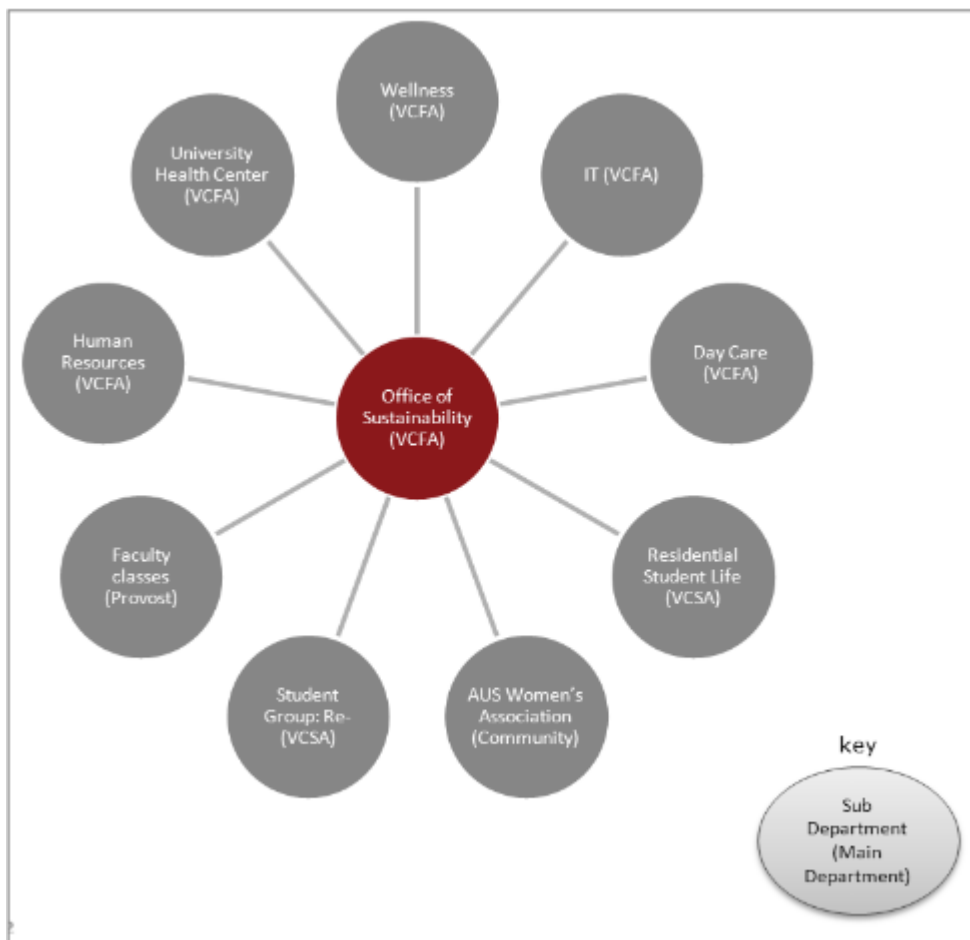 Wellness
(VCFA)
IT (VCFA)
Day Care
(VCFA)
Residential
Student Life
(VCSA)
AUS Women's
Association
(Community)
Student
Group: Re-
(VCSA)
Faculty
classes
(Provost)
Human
Resources
(VCFA)
University
Health Center
(VCFA)
Office of
Sustainability
(VCFA)
key
Sub
Department
(Main
Department)